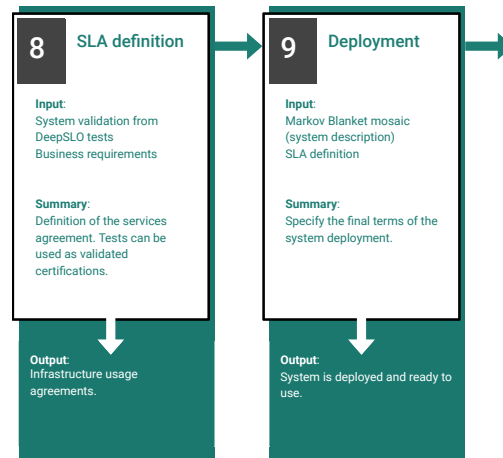 8
SLA definition
Input:
System validation from
DeepSLO tests
Business requirements
Summary:
Definition of the services
agreement. Tests can be
used as validated
certifications.
Output:
Infrastructure usage
agreements.
9
Deployment
Input:
Markov Blanket mosaic
(system description)
SLA definition
Summary:
Specify the final terms of the
system deployment.
Output:
System is deployed and ready to
use.